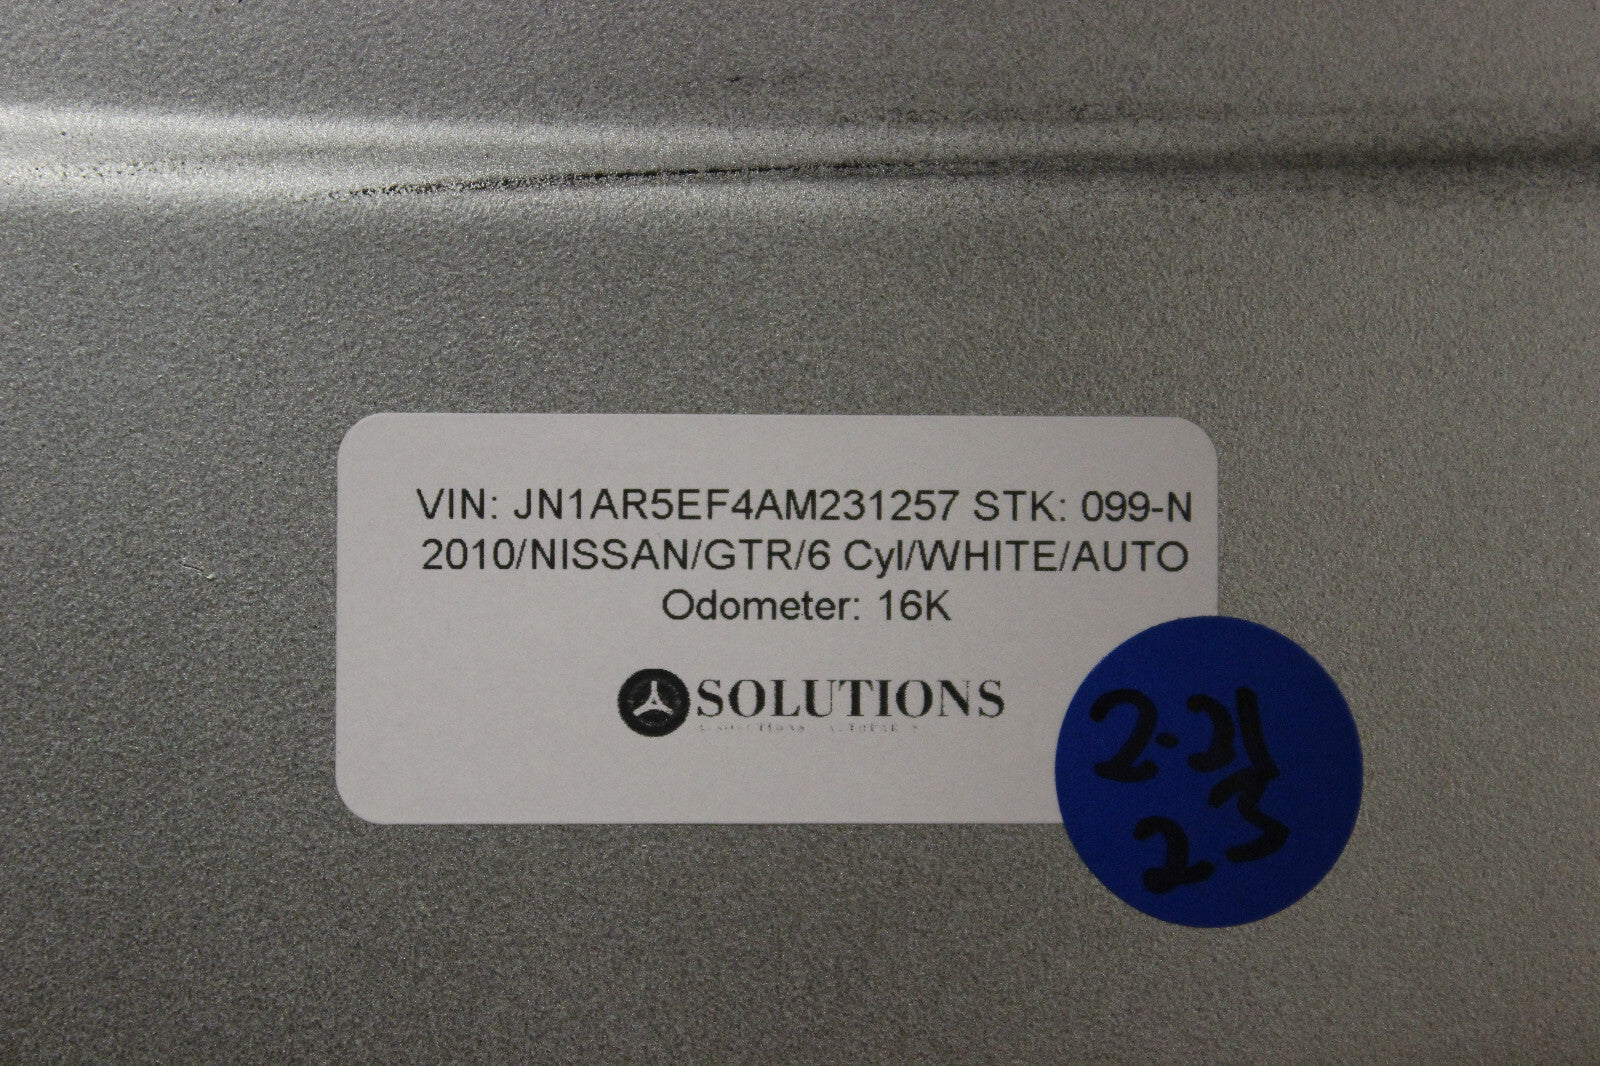 VIN: JN1AR5EF4AM231257 STK: 099-N
2010/NISSAN/GTR/6 Cyl/WHITE/AUTO
Odometer: 16K
SOLUTIONS
2-21
23